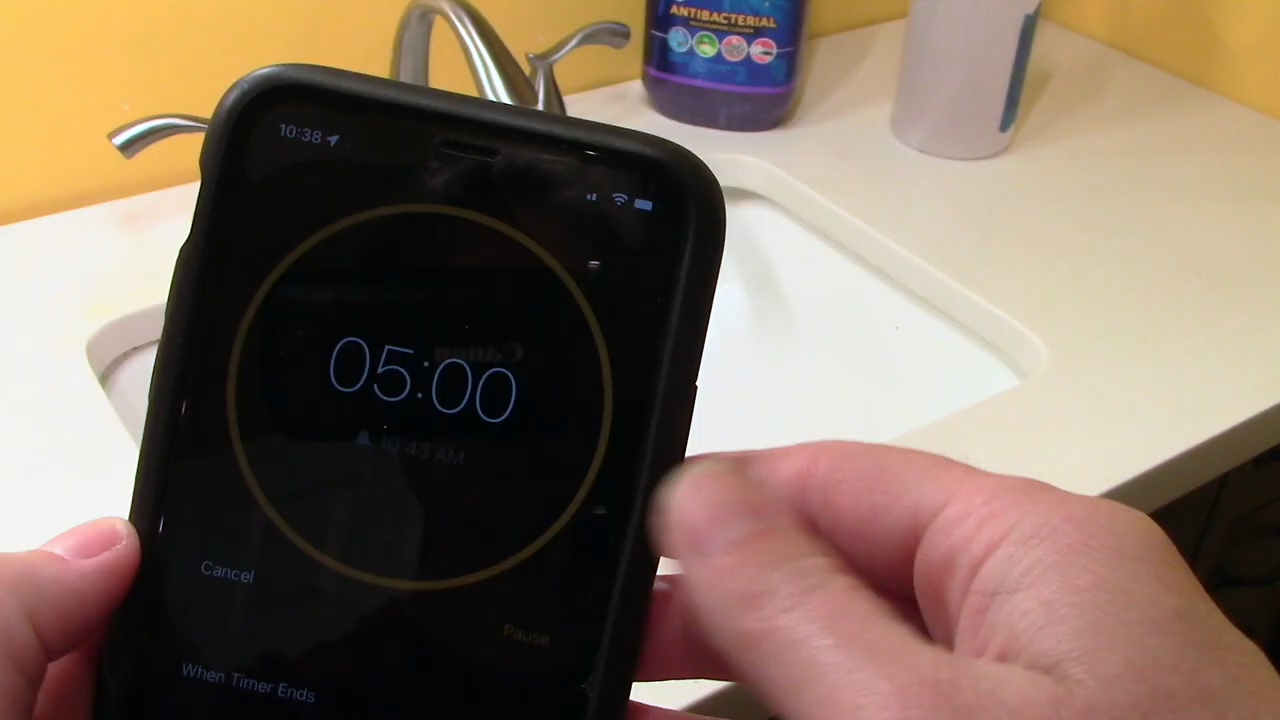 ANTIBACTERIAL
10:38
05:00
10:43 AM
Cancel
Pause
When Timer Ends